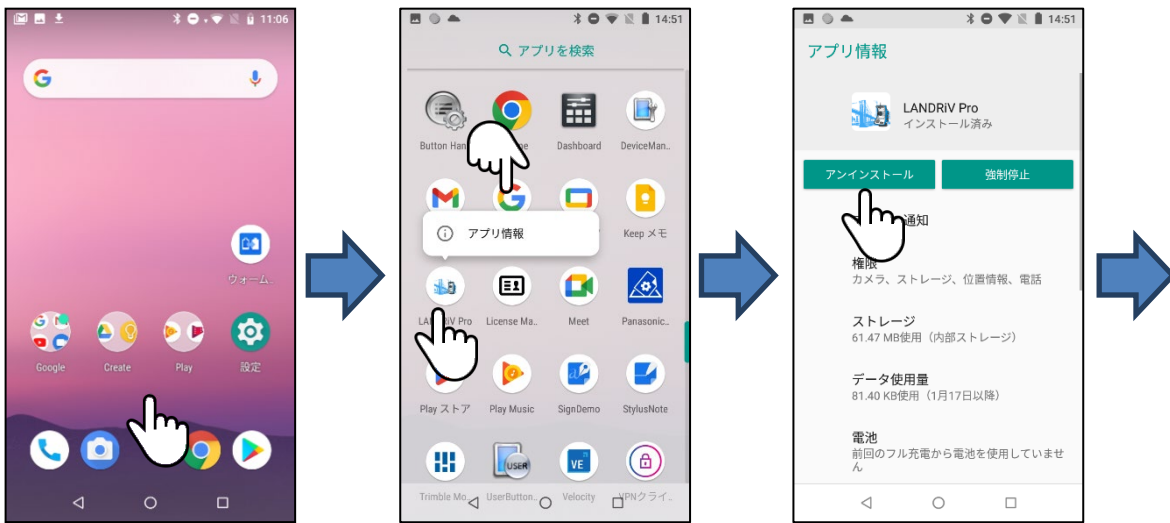 11:06
ウォーム..
Google
Create
Play
設定
14:51
アプリを検索
Button Han
Dashboard
DeviceMan..
アプリ情報
Keep メモ
LAN
iV Pro
License Ma..
Meet
Panasonic..
Play ストア
Play Music
SignDemo
StylusNote
USER
VE
Trimble Mo..
UserButton..
Velocity
VPNクライ..
14:51
アプリ情報
LANDRiV Pro
インストール済み
アンインストール
強制停止
通知
権限
カメラ、ストレージ、位置情報、電話
ストレージ
61.47 MB使用（内部ストレージ）
データ使用量
81.40 KB使用（1月17日以降）
電池
前回のフル充電から電池を使用していませ
ん